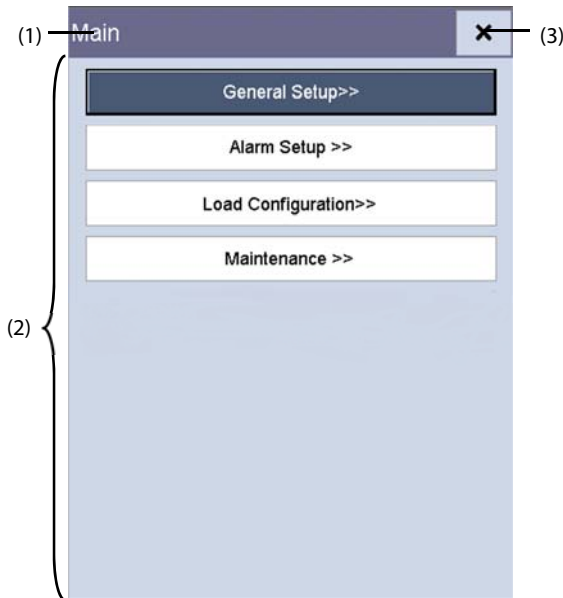 (1) Main (3)
General Setup>>
Alarm Setup >>
Load Configuration>>
Maintenance >>
(2)